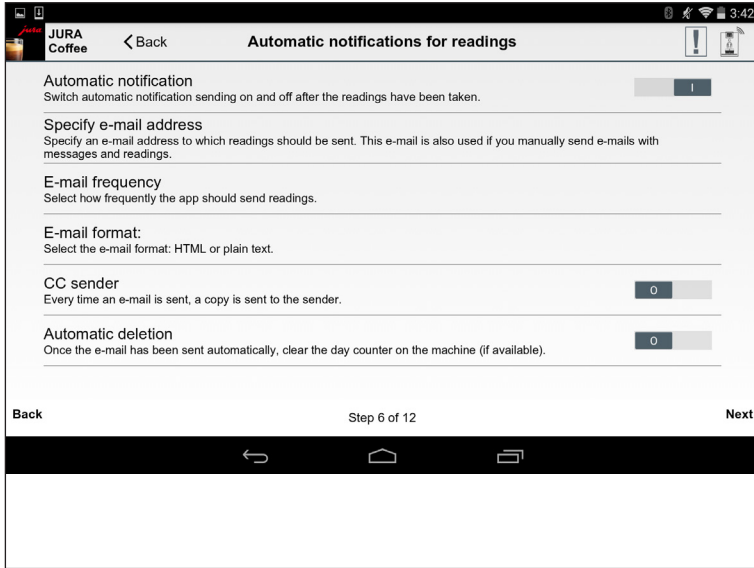 3:42
jura
JURA
Coffee
Back
Automatic notifications for readings
Automatic notification
Switch automatic notification sending on and off after the readings have been taken.
I
Specify e-mail address
Specify an e-mail address to which readings should be sent. This e-mail is also used if you manually send e-mails with
messages and readings.
E-mail frequency
Select how frequently the app should send readings.
E-mail format:
Select the e-mail format: HTML or plain text.
CC sender
Every time an e-mail is sent, a copy is sent to the sender.
O
Automatic deletion
Once the e-mail has been sent automatically, clear the day counter on the machine (if available).
O
Back
Step 6 of 12
Next